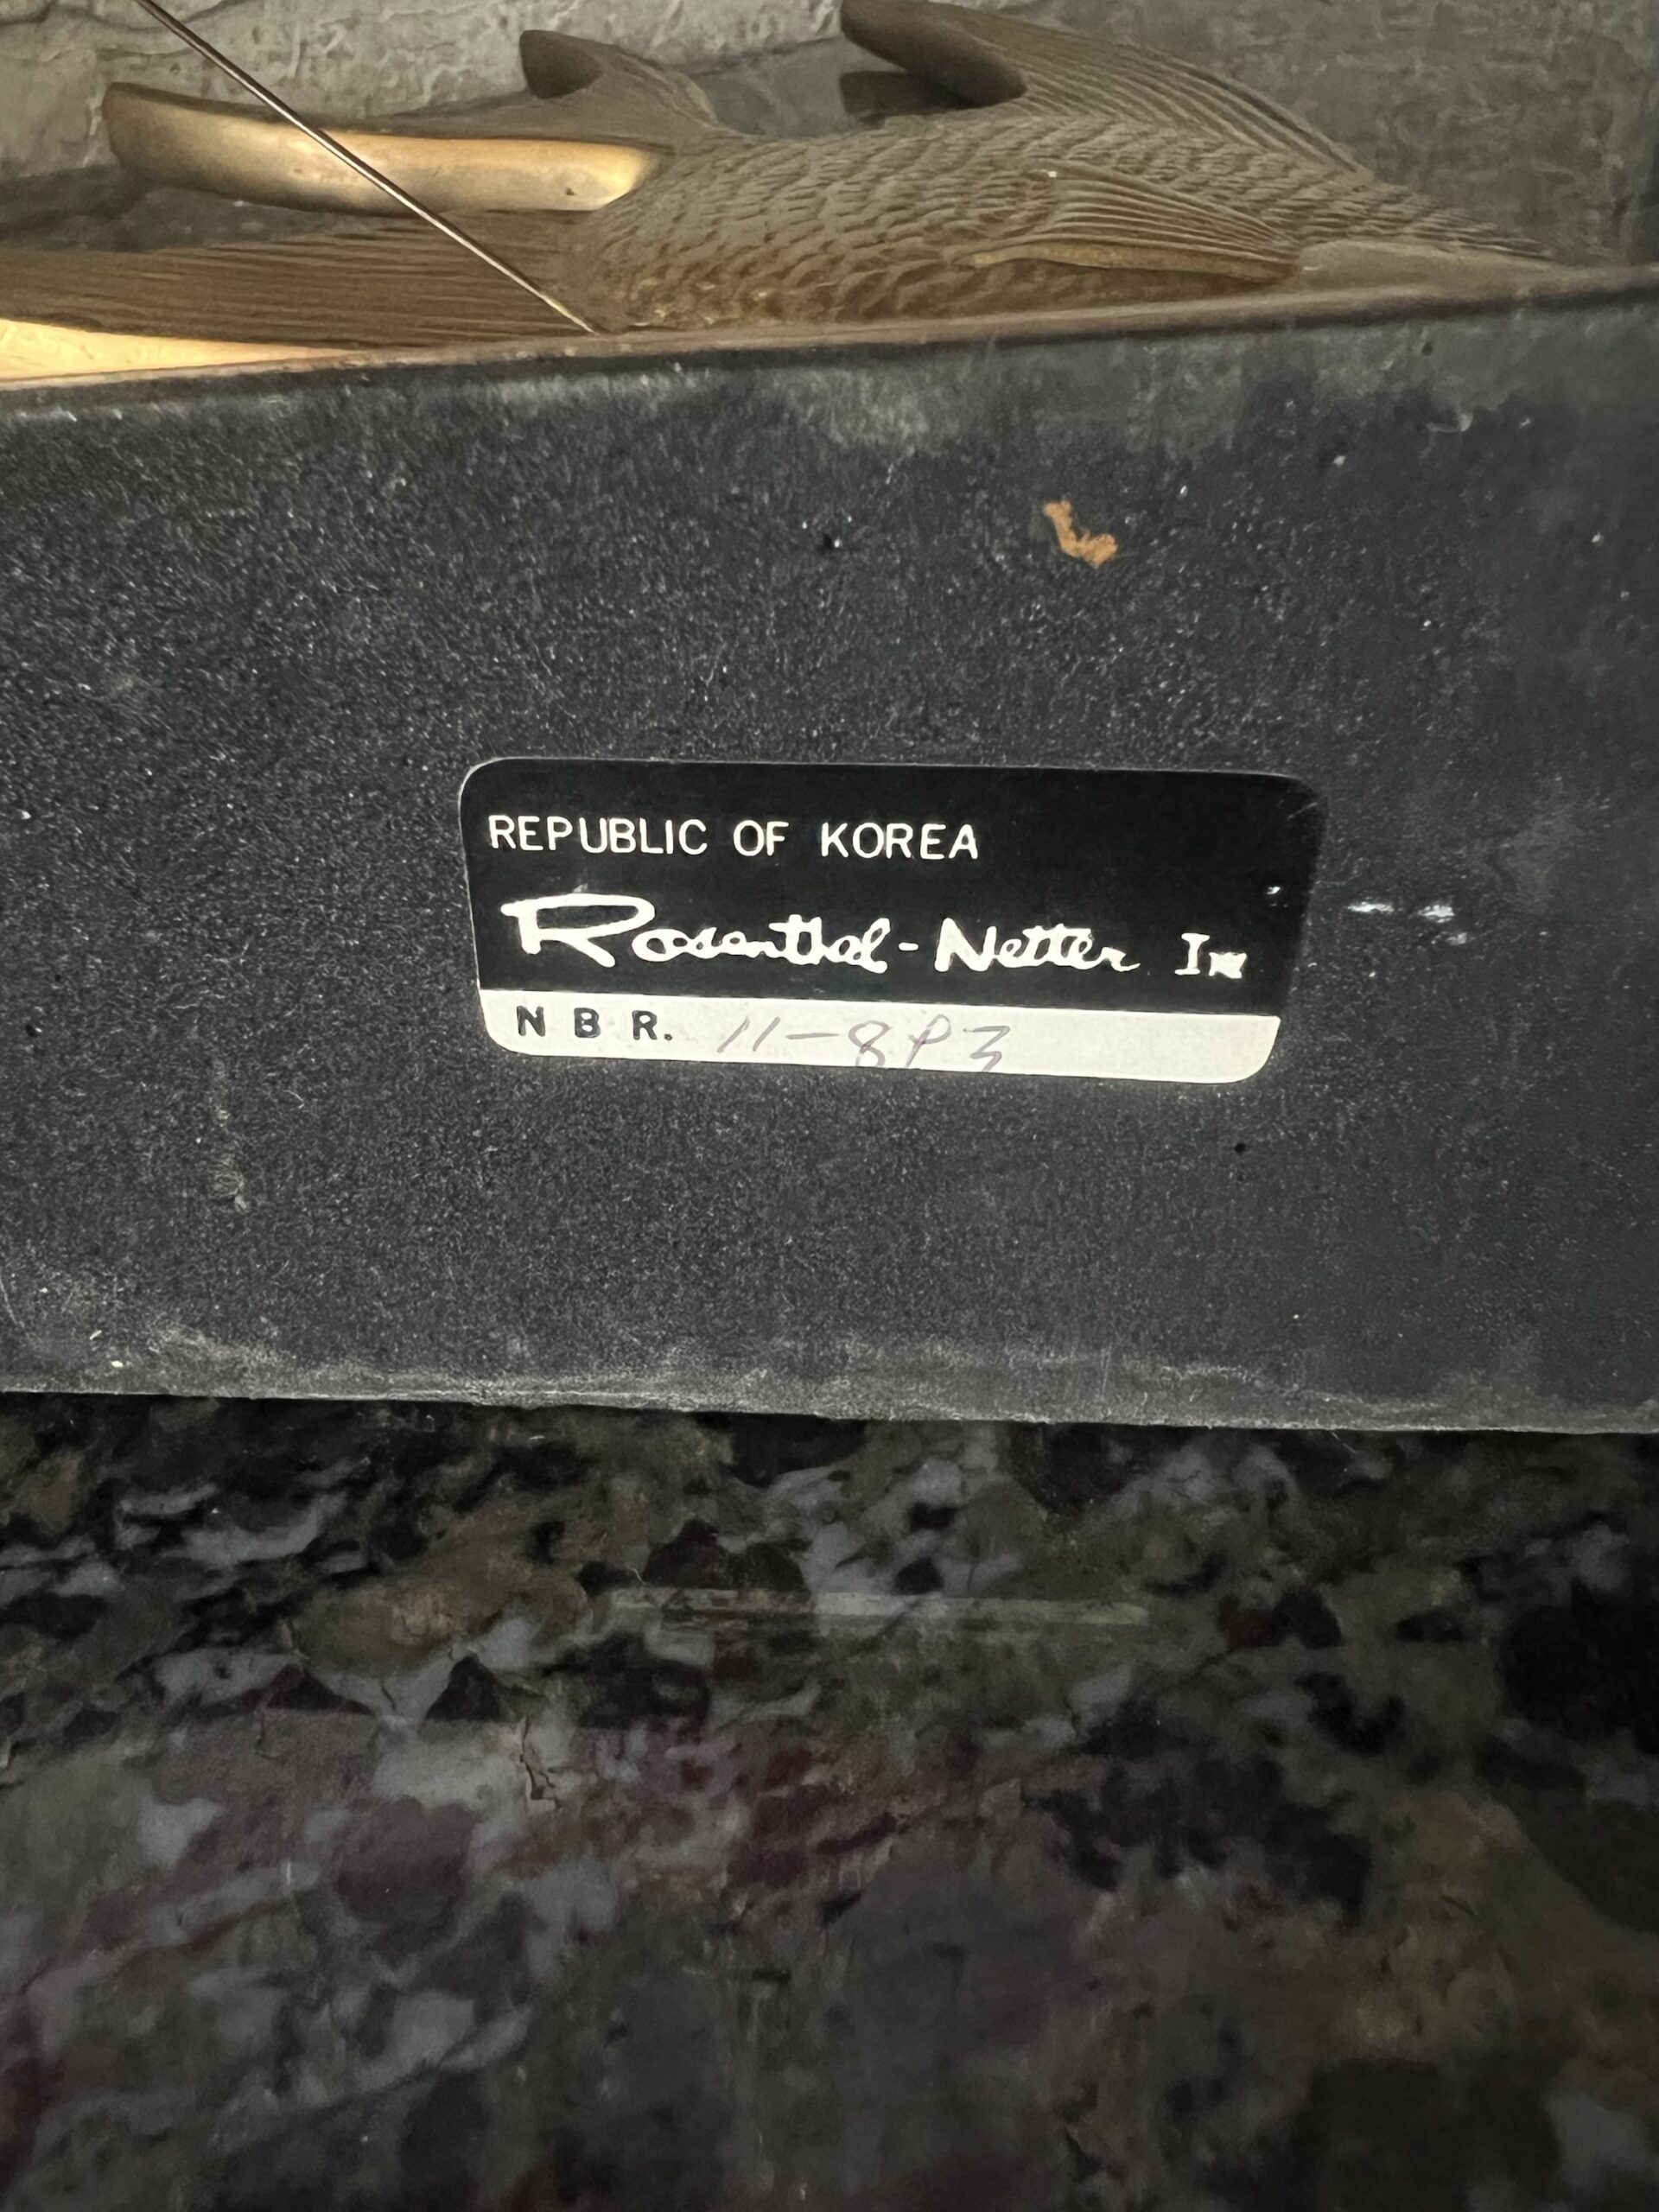 REPUBLIC OF KOREA
Rosenthal-Netter Inc
NBR. 11-893